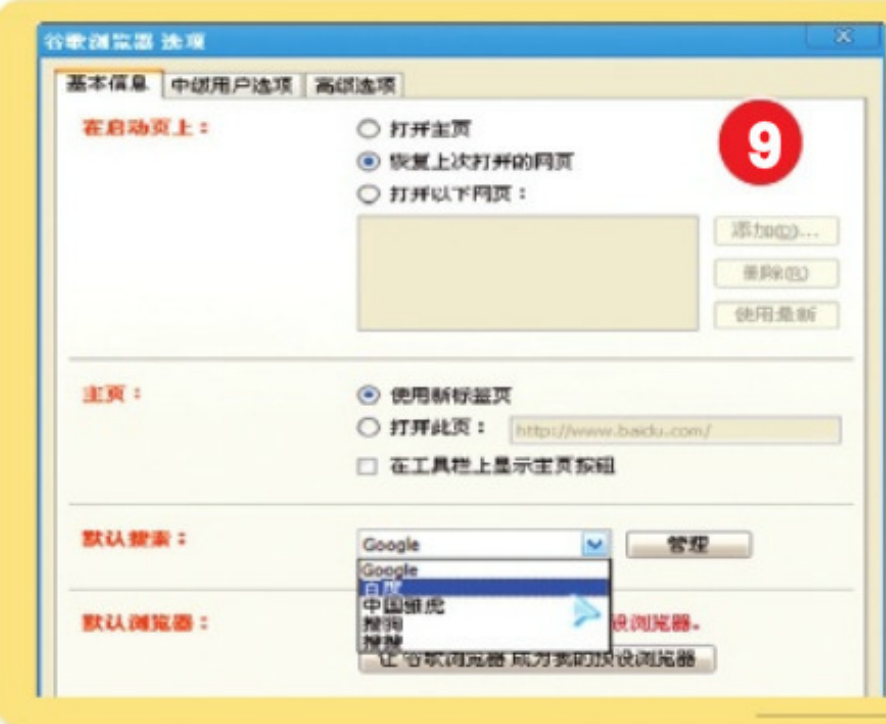 谷歌浏览器 选项
基本信息 中级用户选项 高级选项
9
在启动页上：
打开主页
恢复上次打开的网页
打开以下网页：
添加(D)...
删除(R)
使用最新
主页：
使用新标签页
打开此页： http://www.baidu.com/
在工具栏上显示主页按钮
默认搜索： Google 管理
Google
百度
中国雅虎
搜狗
搜搜
默认浏览器： 设浏览器。
让 谷歌浏览器 成为我的预设浏览器